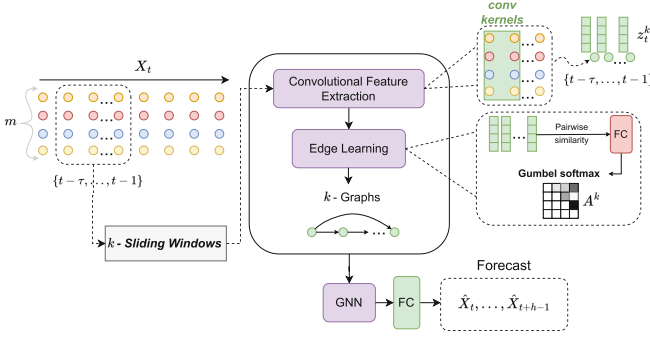 conv
kernels
z_t^k
{t − τ, . . . , t − 1}
X_t
m
...
{t − τ, . . . , t − 1}
k - Sliding Windows
Convolutional Feature
Extraction
Edge Learning
k - Graphs
...
Pairwise
similarity
FC
Gumbel softmax
A^k
GNN
FC
Forecast
X̂_t, . . . , X̂_{t+h−1}